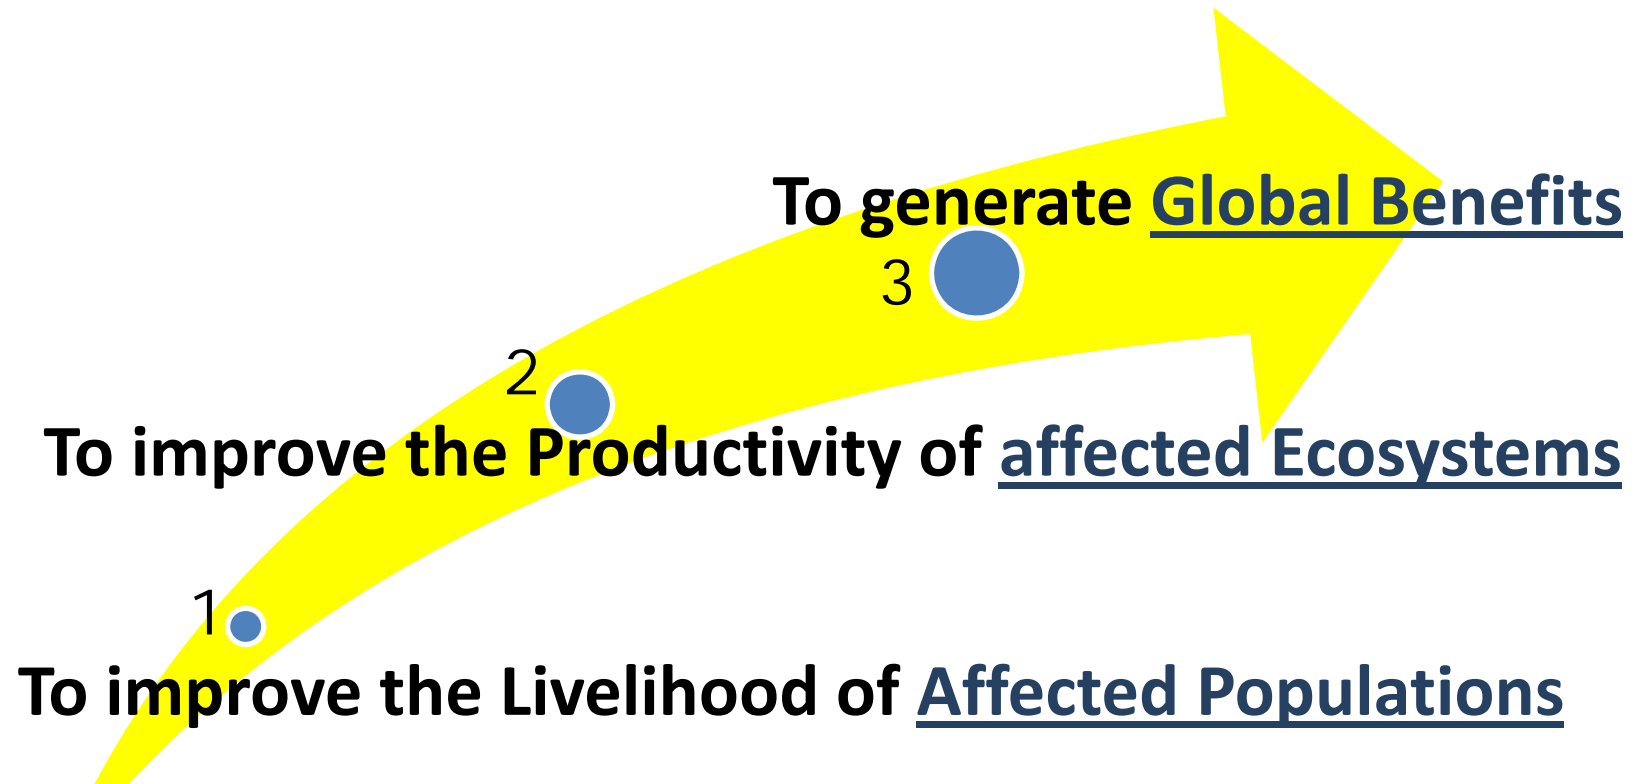 To generate Global Benefits
3
2
To improve the Productivity of affected Ecosystems
1
To improve the Livelihood of Affected Populations